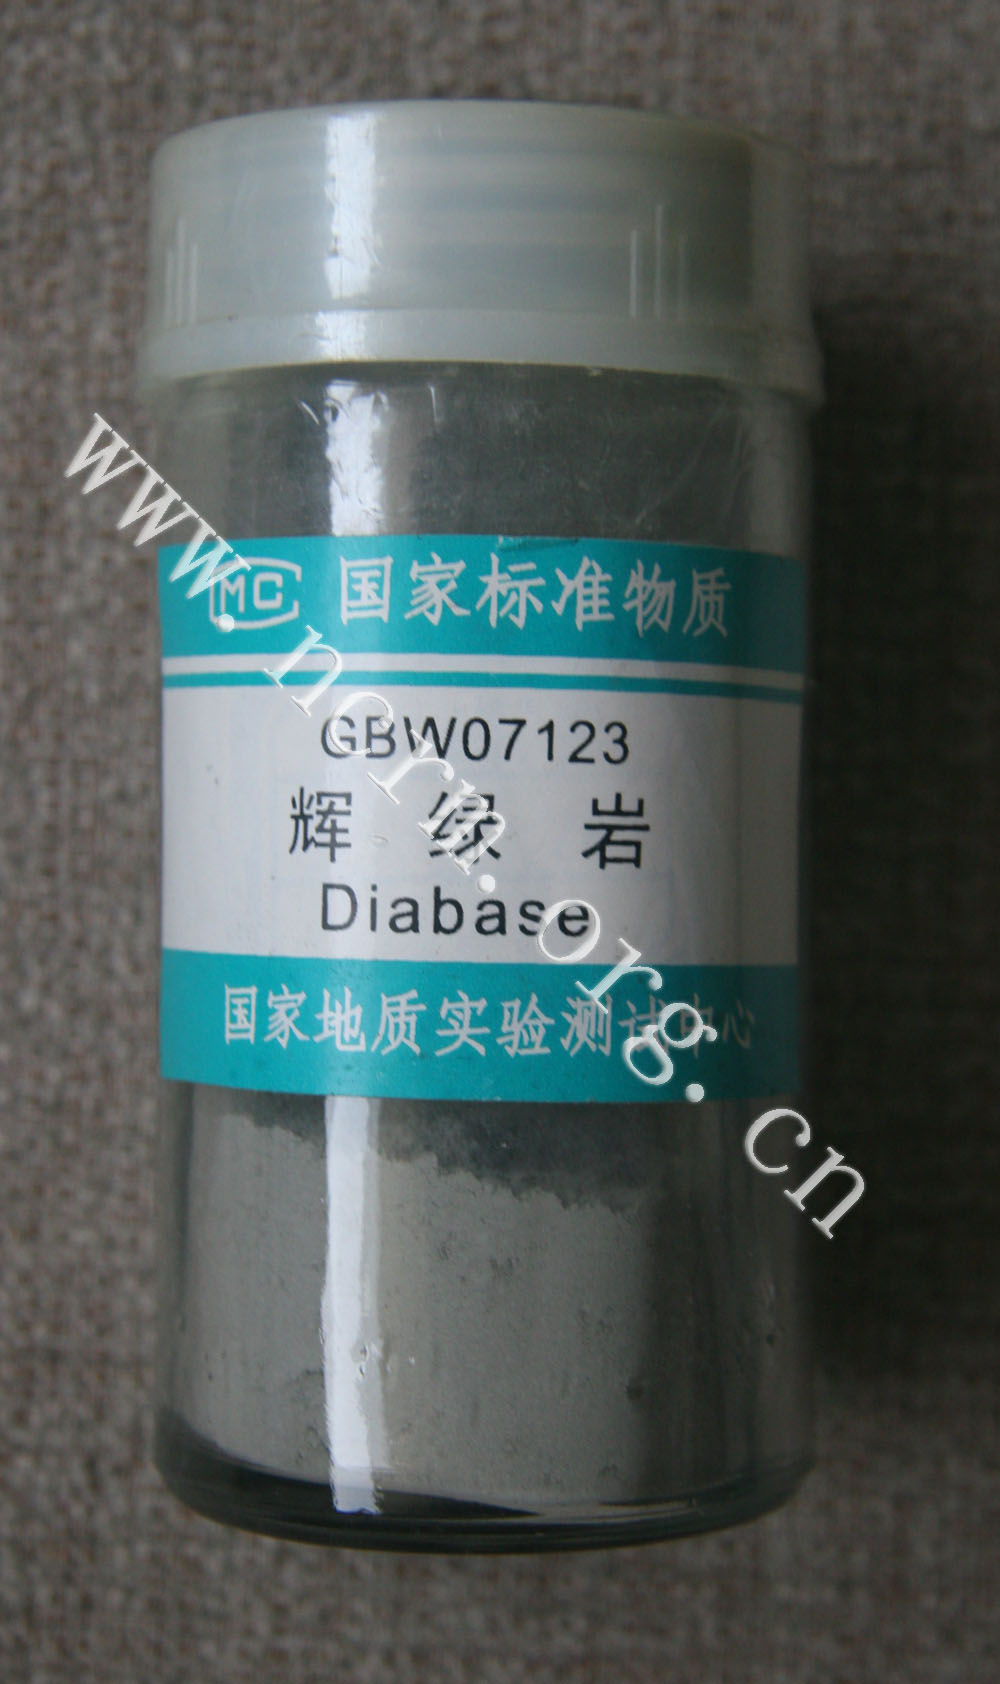 MC 国家标准物质
GBW07123
辉绿岩
Diabase
国家地质实验测试中心
www.ncrm.org.cn